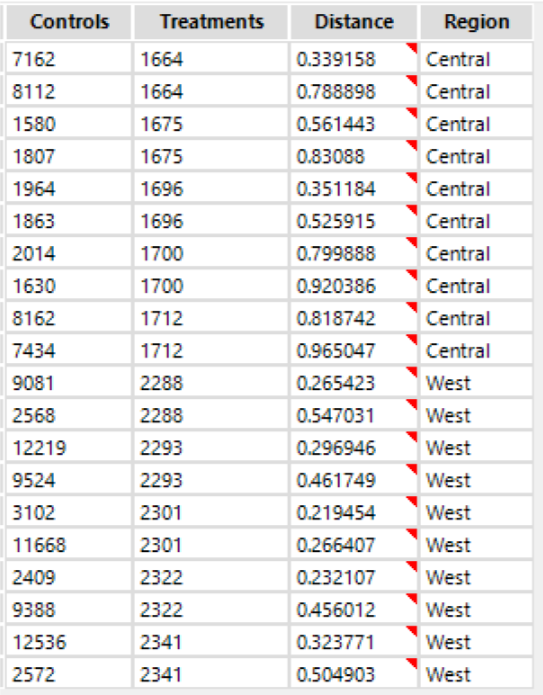 Controls Treatments Distance Region
7162 1664 0.339158 Central
8112 1664 0.788898 Central
1580 1675 0.561443 Central
1807 1675 0.83088 Central
1964 1696 0.351184 Central
1863 1696 0.525915 Central
2014 1700 0.799888 Central
1630 1700 0.920386 Central
8162 1712 0.818742 Central
7434 1712 0.965047 Central
9081 2288 0.265423 West
2568 2288 0.547031 West
12219 2293 0.296946 West
9524 2293 0.461749 West
3102 2301 0.219454 West
11668 2301 0.266407 West
2409 2322 0.232107 West
9388 2322 0.456012 West
12536 2341 0.323771 West
2572 2341 0.504903 West